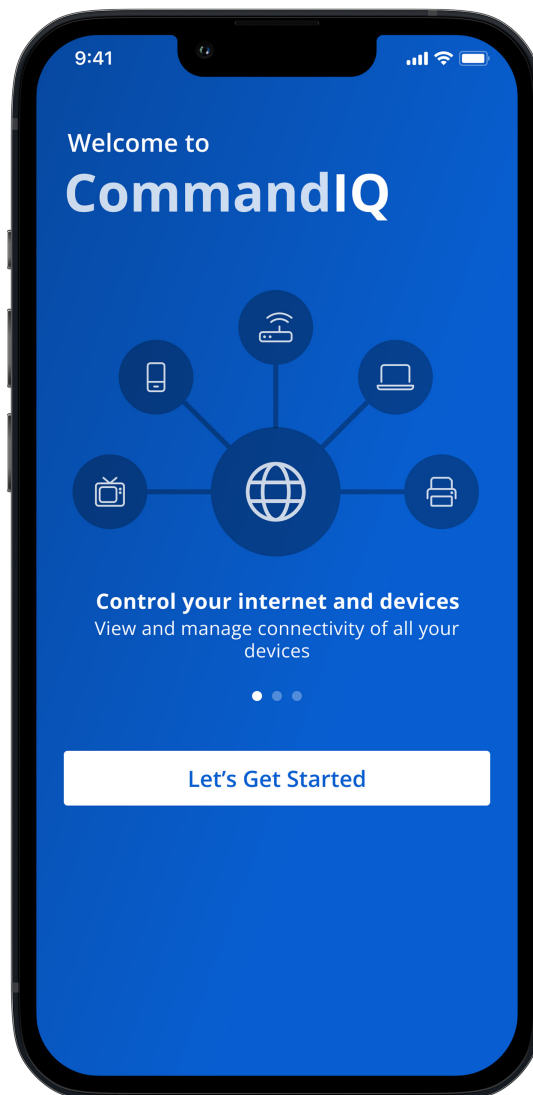 9:41
Welcome to
CommandIQ
Control your internet and devices
View and manage connectivity of all your
devices
Let’s Get Started